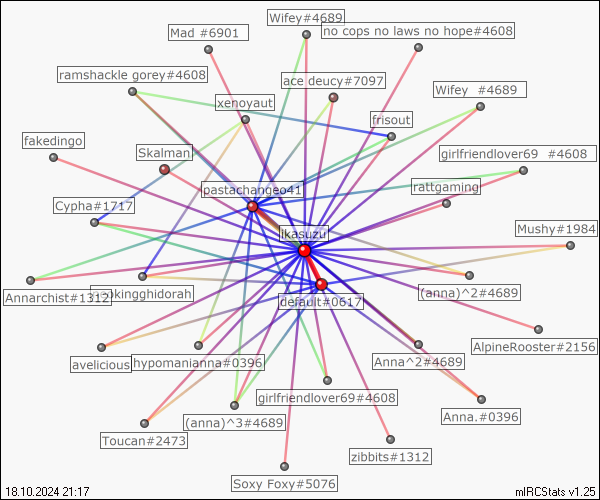 Wifey#4689
Mad #6901
no cops no laws no hope#4608
ramshackle gorey#4608
ace deucy#7097
xenoyaut
Wifey #4689
frisout
fakedingo
Skalman
girlfriendlover69 #4608
pastachangeo41
rattgaming
Cypha#1717
lkasuzu
Mushy#1984
Annarchist#1312
nkingghidorah
default#0617
(anna)^2#4689
avelicious
hypomanianna#0396
Anna^2#4689
AlpineRooster#2156
girlfriendlover69#4608
Toucan#2473
(anna)^3#4689
Anna.#0396
zibbits#1312
Soxy Foxy#5076
18.10.2024 21:17
mIRCStats v1.25